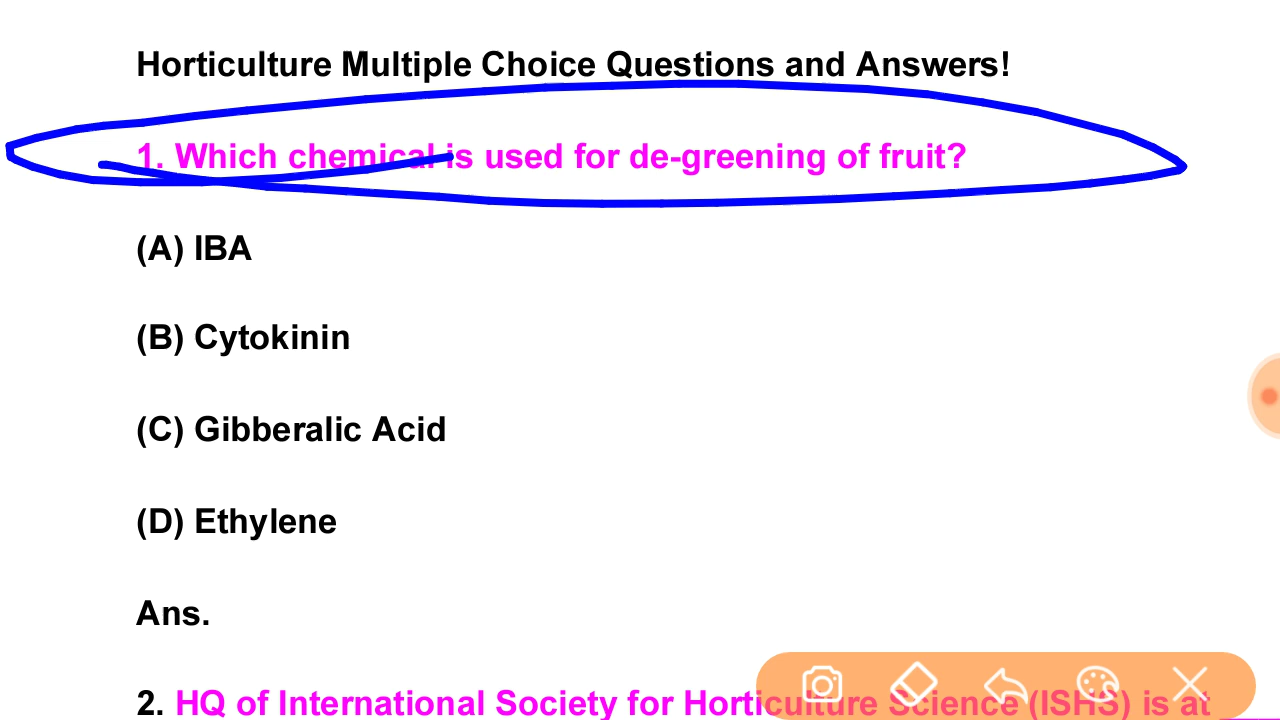 Horticulture Multiple Choice Questions and Answers!
1. Which chemical is used for de-greening of fruit?
(A) IBA
(B) Cytokinin
(C) Gibberalic Acid
(D) Ethylene
Ans.
2. HQ of International Society for Horticulture Science (ISHS) is at